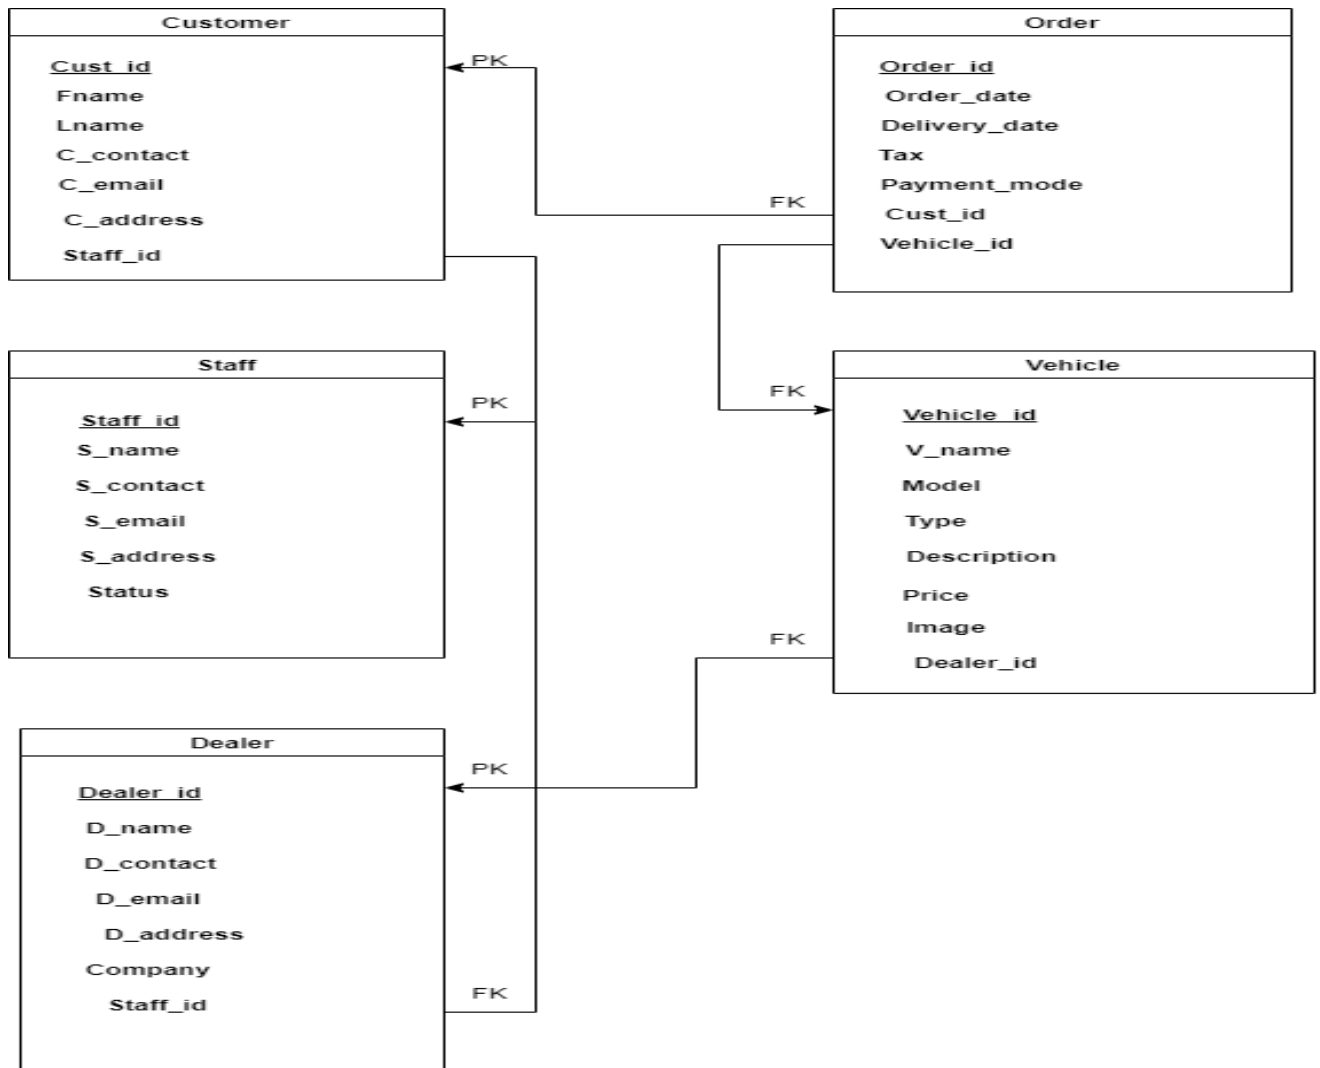 Customer
Cust_id
Fname
Lname
C_contact
C_email
C_address
Staff_id
PK
FK
Order
Order_id
Order_date
Delivery_date
Tax
Payment_mode
Cust_id
Vehicle_id
Staff
Staff_id
S_name
S_contact
S_email
S_address
Status
PK
FK
Vehicle
Vehicle_id
V_name
Model
Type
Description
Price
Image
Dealer_id
FK
Dealer
Dealer_id
D_name
D_contact
D_email
D_address
Company
Staff_id
PK
FK